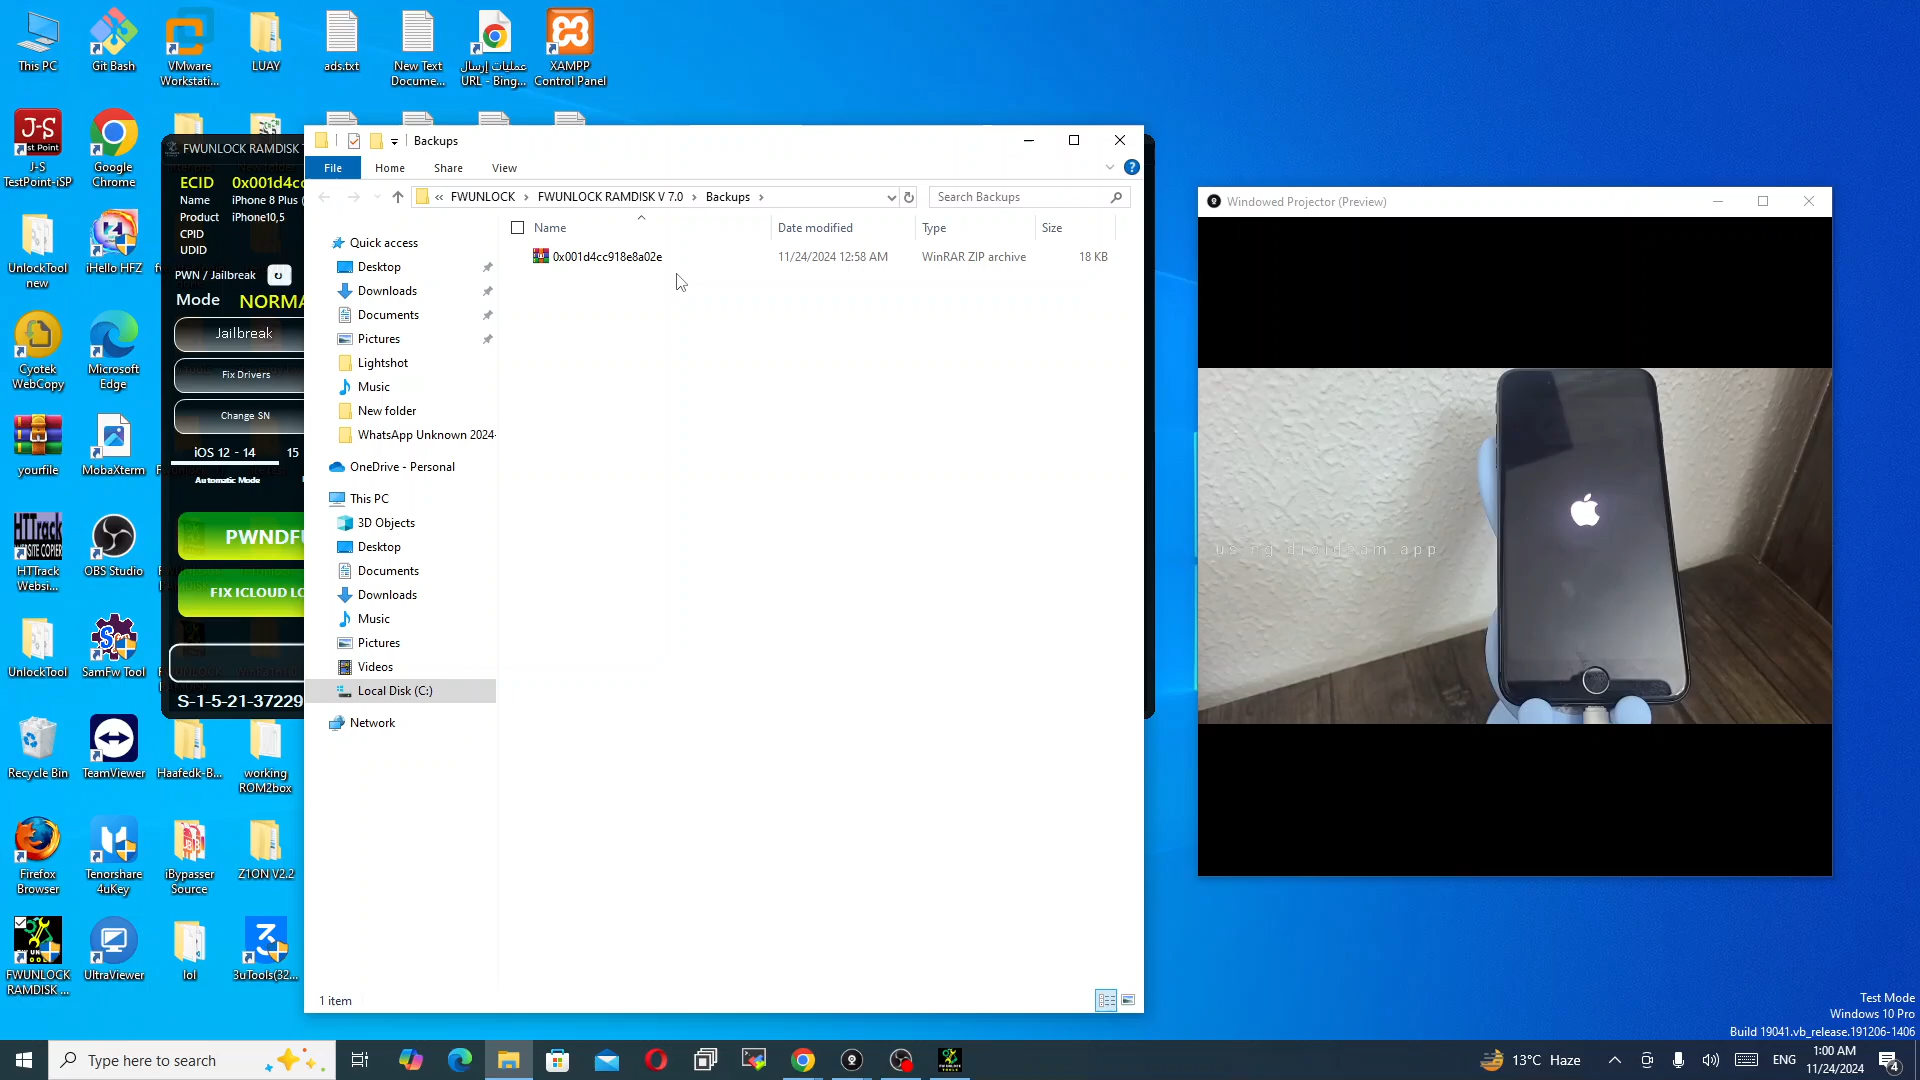 This PC
Git Bash
VMware
Workstati...
LUAY
ads.txt
New Text
Docume...
عمليات إرسال
URL - Bing...
XAMPP
Control Panel
J-S
st Point
J-S
TestPoint-iSP
Google
Chrome
UnlockTool
new
iHello HFZ
Cyotek
WebCopy
Microsoft
Edge
yourfile
MobaXterm
HTTrack
Websi...
OBS Studio
UnlockTool
SamFw Tool
Recycle Bin
TeamViewer
Haafedk-B...
working
ROM2box
Firefox
Browser
Tenorshare
4uKey
iBypasser
Source
Z1ON V2.2
FWUNLOCK
RAMDISK ...
UltraViewer
lol
3uTools(32...
FWUNLOCK RAMDISK
ECID 0x001d4cc
Name iPhone 8 Plus (
Product iPhone10,5
CPID
UDID
PWN / Jailbreak
Mode NORMA
Jailbreak
Fix Drivers
Change SN
iOS 12 - 14 15
Automatic Mode
PWNDFU
FIX ICLOUD LO
S-1-5-21-37229
Backups
File Home Share View
« FWUNLOCK › FWUNLOCK RAMDISK V 7.0 › Backups ›
Search Backups
Name Date modified Type Size
0x001d4cc918e8a02e 11/24/2024 12:58 AM WinRAR ZIP archive 18 KB
Quick access
Desktop
Downloads
Documents
Pictures
Lightshot
Music
New folder
WhatsApp Unknown 2024-
OneDrive - Personal
This PC
3D Objects
Desktop
Documents
Downloads
Music
Pictures
Videos
Local Disk (C:)
Network
1 item
Windowed Projector (Preview)
Test Mode
Windows 10 Pro
Build 19041.vb_release.191206-1406
Type here to search
13°C Haze
ENG
1:00 AM
11/24/2024
4